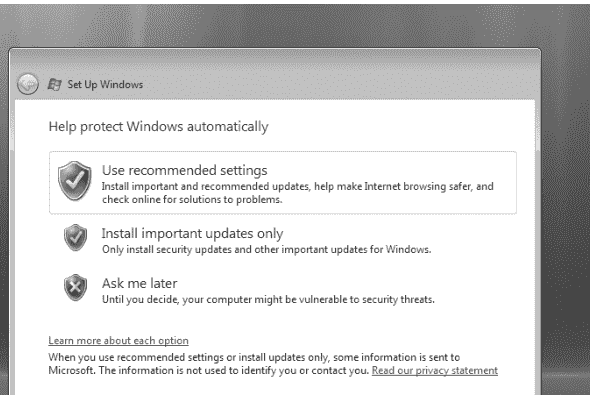 Set Up Windows
Help protect Windows automatically
Use recommended settings
Install important and recommended updates, help make Internet browsing safer, and
check online for solutions to problems.
Install important updates only
Only install security updates and other important updates for Windows.
Ask me later
Until you decide, your computer might be vulnerable to security threats.
Learn more about each option
When you use recommended settings or install updates only, some information is sent to
Microsoft. The information is not used to identify you or contact you. Read our privacy statement